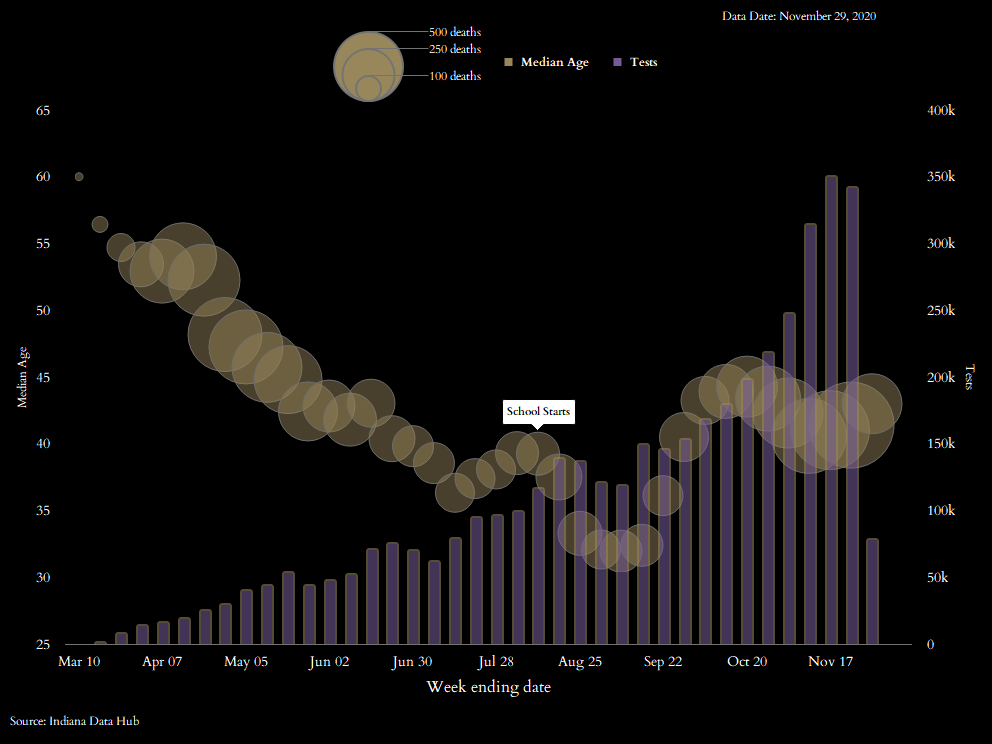 Data Date: November 29, 2020
500 deaths
250 deaths
100 deaths
Median Age
Tests
65
60
55
50
45
40
35
30
25
Median Age
400k
350k
300k
250k
200k
150k
100k
50k
0
Tests
School Starts
Mar 10 Apr 07 May 05 Jun 02 Jun 30 Jul 28 Aug 25 Sep 22 Oct 20 Nov 17
Week ending date
Source: Indiana Data Hub